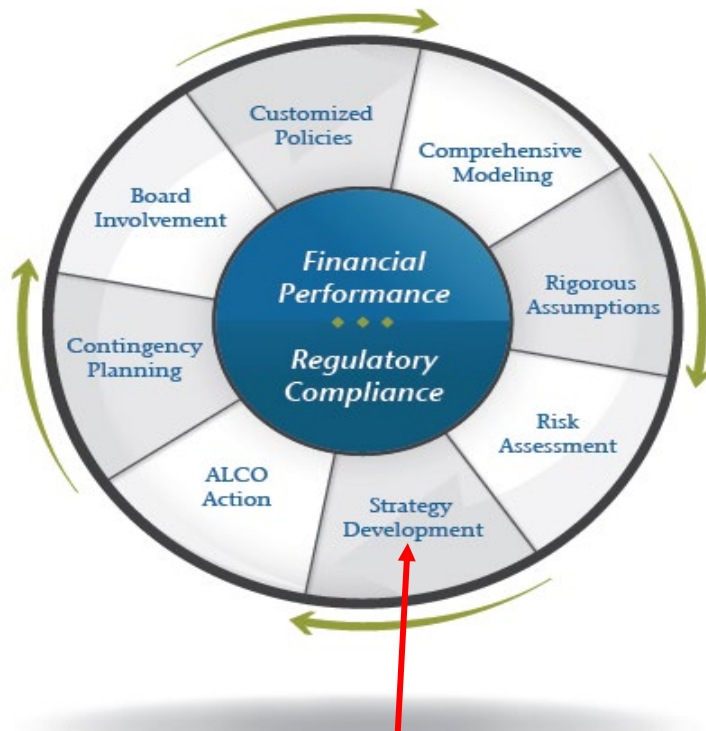 Customized
Policies
Comprehensive
Modeling
Rigorous
Assumptions
Risk
Assessment
Strategy
Development
ALCO
Action
Contingency
Planning
Board
Involvement
Financial
Performance
Regulatory
Compliance